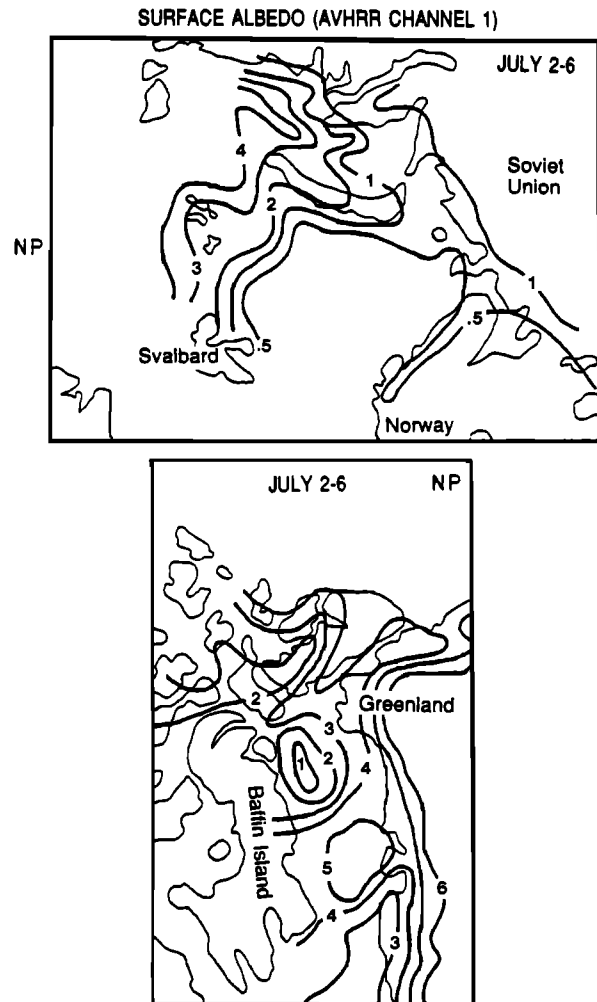 SURFACE ALBEDO (AVHRR CHANNEL 1)
JULY 2-6
4
1
Soviet
Union
2
NP
3
1
.5
.5
Svalbard
Norway
JULY 2-6 NP
2
Greenland
3
1
2
4
Baffin Island
5
6
4
3